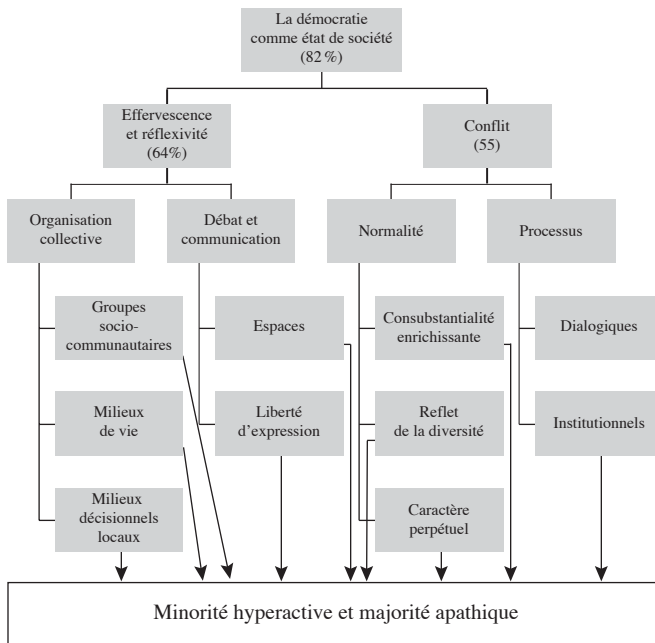 La démocratie
comme état de société
(82 %)
Effervescence
et réflexivité
(64%)
Conflit
(55)
Organisation
collective
Débat et
communication
Normalité
Processus
Groupes
socio-
communautaires
Espaces
Consubstantialité
enrichissante
Dialogiques
Milieux
de vie
Liberté
d’expression
Reflet
de la diversité
Institutionnels
Milieux
décisionnels
locaux
Caractère
perpétuel
Minorité hyperactive et majorité apathique